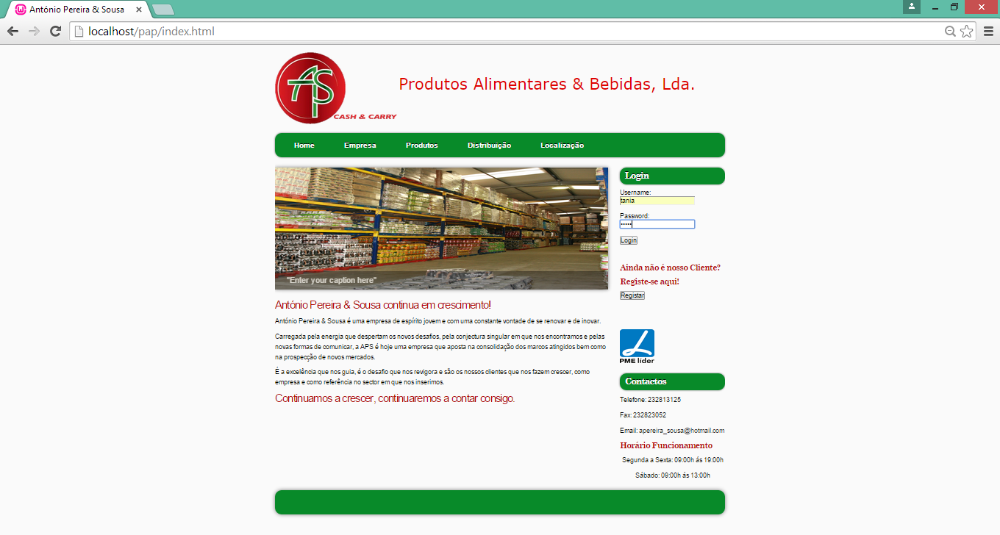 António Pereira & Sousa
localhost/pap/index.html
APS
CASH & CARRY
Produtos Alimentares & Bebidas, Lda.
Home Empresa Produtos Distribuição Localização
"Enter your caption here"
António Pereira & Sousa continua em crescimento!
António Pereira & Sousa é uma empresa de espírito jovem e com uma constante vontade de se renovar e de inovar.
Carregada pela energia que despertam os novos desafios, pela conjectura singular em que nos encontramos e pelas
novas formas de comunicar, a APS é hoje uma empresa que aposta na consolidação dos marcos atingidos bem como
na prospecção de novos mercados.
É a excelência que nos guia, é o desafio que nos revigora e são os nossos clientes que nos fazem crescer, como
empresa e como referência no sector em que nos inserimos.
Continuamos a crescer, continuaremos a contar consigo.
Login
Username:
tania
Password:
•••••
Login
Ainda não é nosso Cliente?
Registe-se aqui!
Registar
PME líder
Contactos
Telefone: 232813125
Fax: 232823052
Email: apereira_sousa@hotmail.com
Horário Funcionamento
Segunda a Sexta: 09:00h ás 19:00h
Sábado: 09:00h ás 13:00h